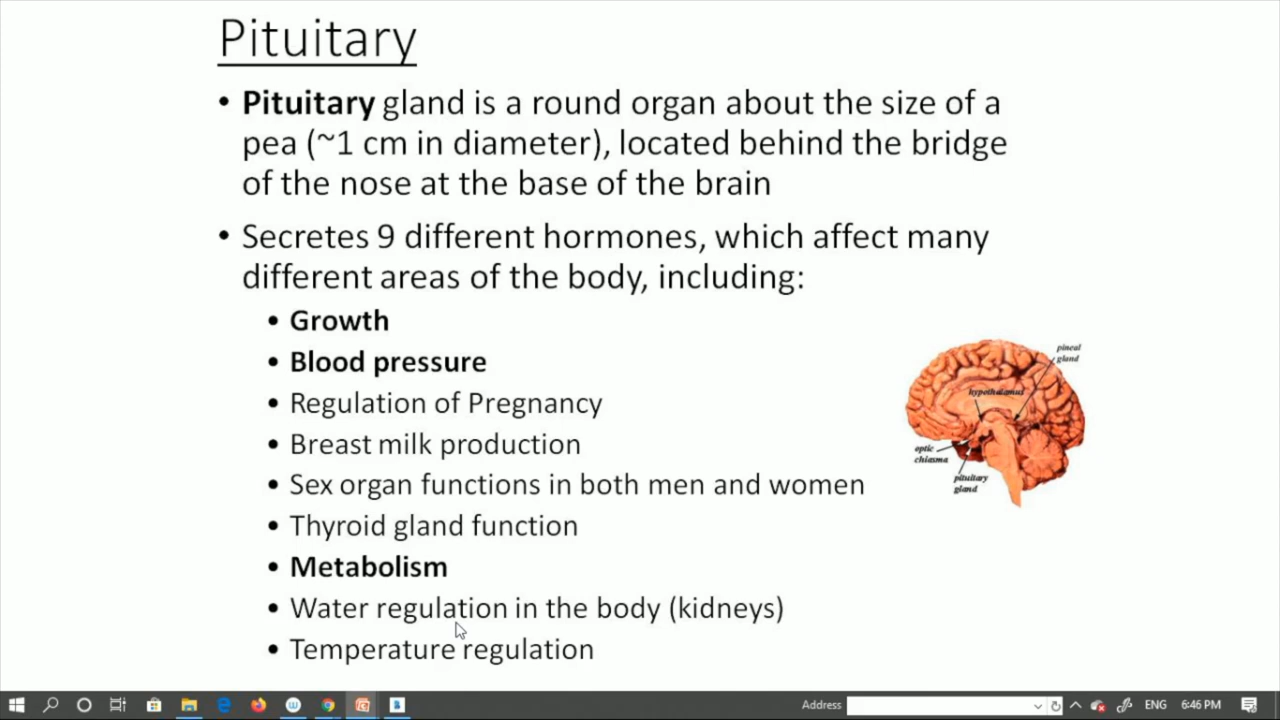 Pituitary
• Pituitary gland is a round organ about the size of a
pea (~1 cm in diameter), located behind the bridge
of the nose at the base of the brain
• Secretes 9 different hormones, which affect many
different areas of the body, including:
• Growth
• Blood pressure
• Regulation of Pregnancy
• Breast milk production
• Sex organ functions in both men and women
• Thyroid gland function
• Metabolism
• Water regulation in the body (kidneys)
• Temperature regulation
pineal
gland
hypothalamus
optic
chiasma
pituitary
gland
Address
ENG
6:46 PM